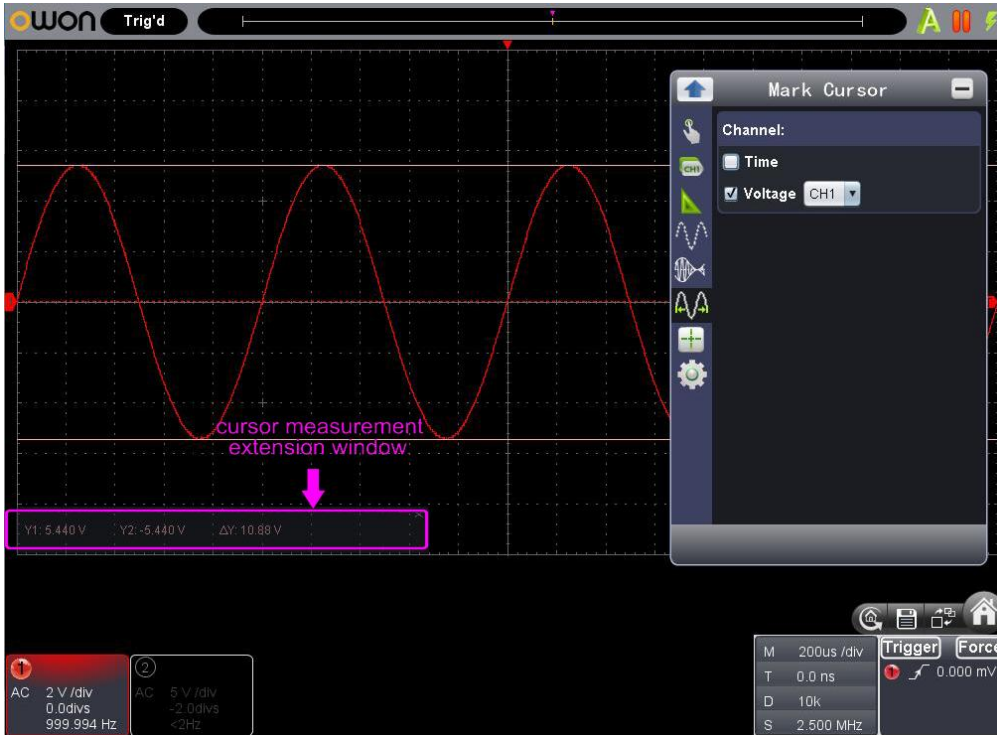 owon Trig'd
Mark Cursor
Channel:
CH1
Time
Voltage CH1
cursor measurement
extension window
Y1: 5.440 V Y2: -5.440 V ΔY: 10.88 V
1
AC 2 V /div
0.0divs
999.994 Hz
2
AC 5 V /div
-2.0divs
<2Hz
M 200us /div
T 0.0 ns
D 10k
S 2.500 MHz
Trigger Force
1 0.000 mV